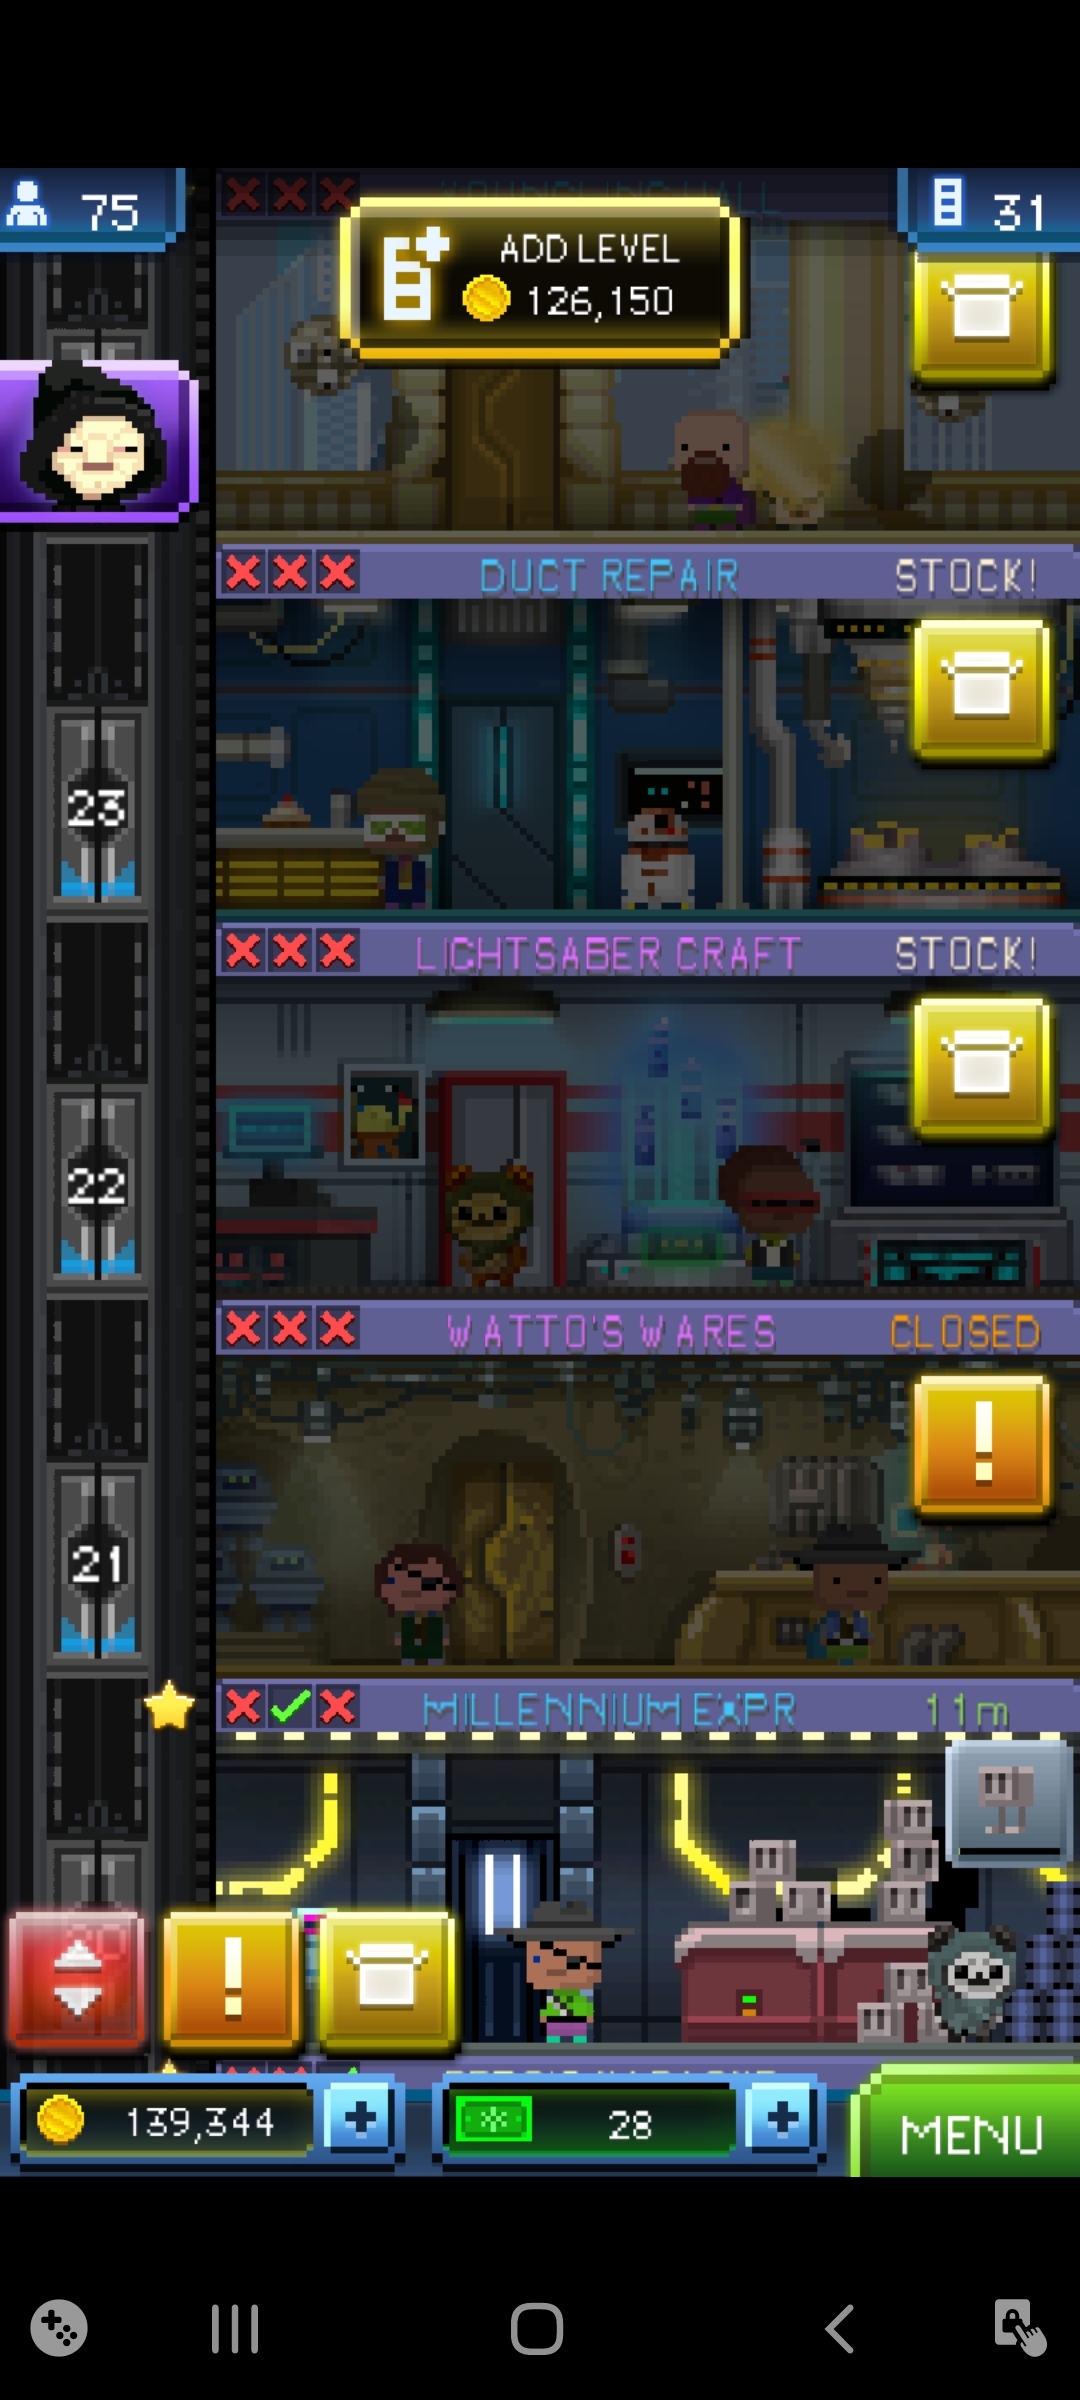 75
31
ADD LEVEL
126,150
DUCT REPAIR
STOCK!
23
LIGHTSABER CRAFT
STOCK!
22
WATTO'S WARES
CLOSED
21
MILLENNIUM EXPR
11m
139,344
28
MENU